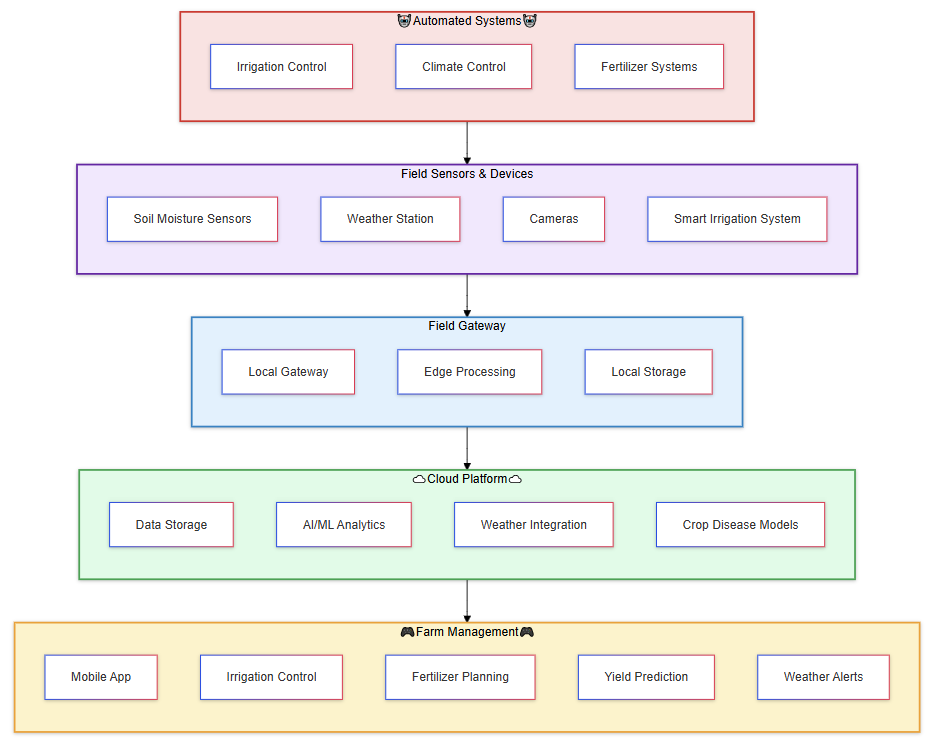 🤖Automated Systems🤖
Irrigation Control
Climate Control
Fertilizer Systems
Field Sensors & Devices
Soil Moisture Sensors
Weather Station
Cameras
Smart Irrigation System
Field Gateway
Local Gateway
Edge Processing
Local Storage
☁Cloud Platform☁
Data Storage
AI/ML Analytics
Weather Integration
Crop Disease Models
🎮Farm Management🎮
Mobile App
Irrigation Control
Fertilizer Planning
Yield Prediction
Weather Alerts